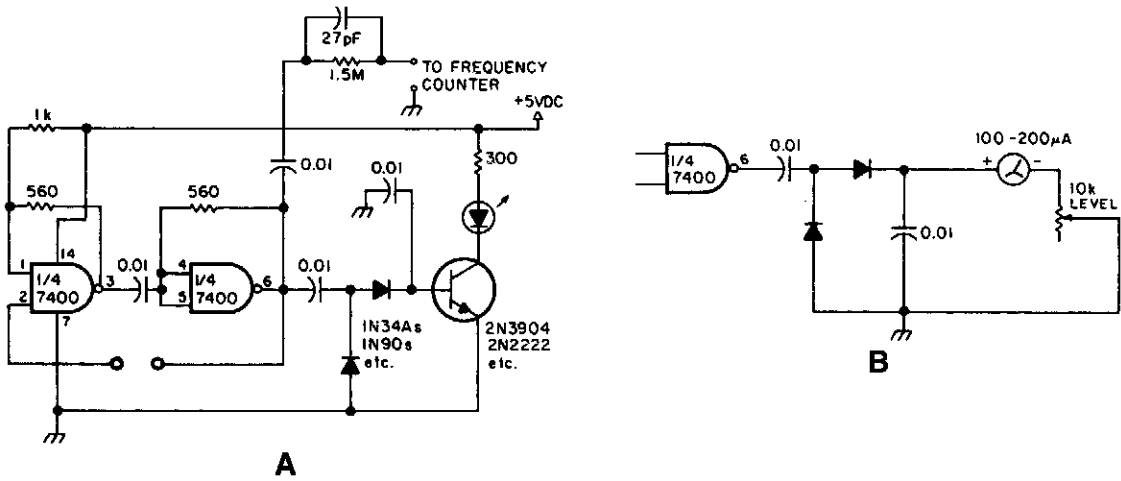 27pF
1.5M
TO FREQUENCY
COUNTER
+5VDC
1k
0.01
300
0.01
560
560
14
1
2
1/4
7400
3
7
0.01
4
5
1/4
7400
6
0.01
1N34As
1N90s
etc.
2N3904
2N2222
etc.
A
1/4
7400
6
0.01
0.01
100-200µA
+
-
10k
LEVEL
B